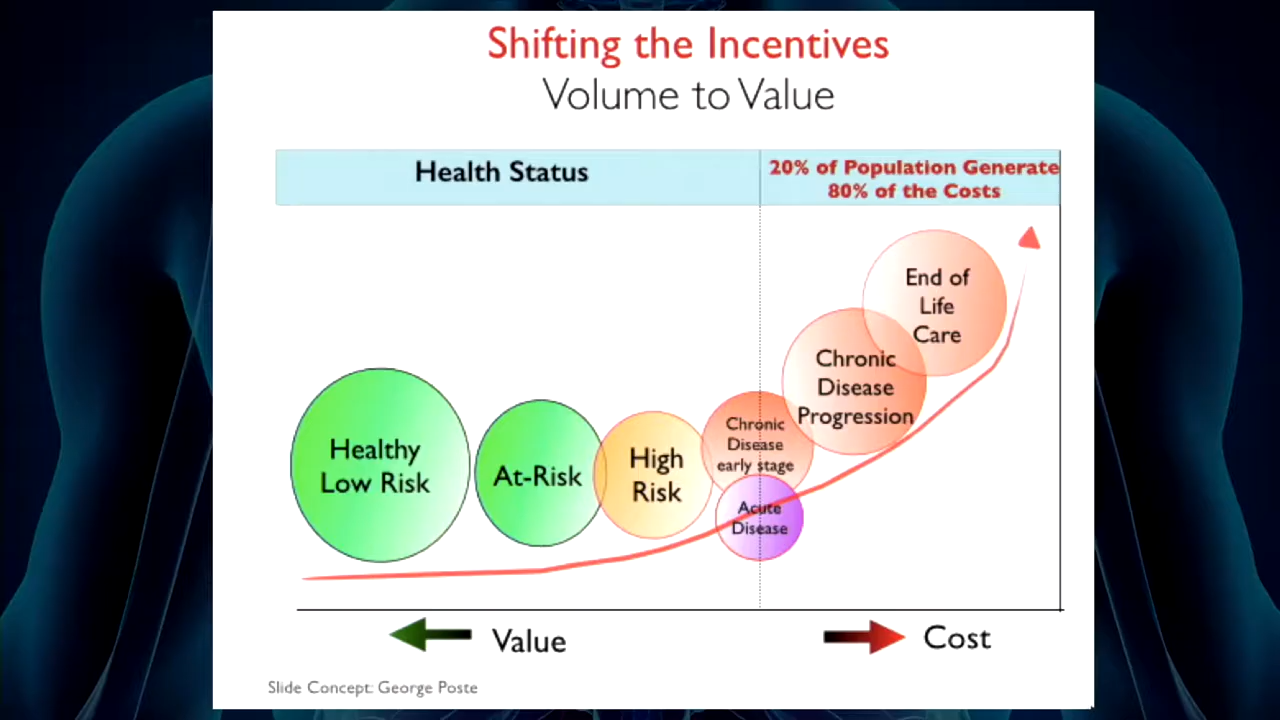 Shifting the Incentives
Volume to Value
Health Status
20% of Population Generate
80% of the Costs
End of
Life
Care
Chronic
Disease
Progression
Healthy
Low Risk
At-Risk
High
Risk
Chronic
Disease
early stage
Acute
Disease
Value
Cost
Slide Concept: George Poste